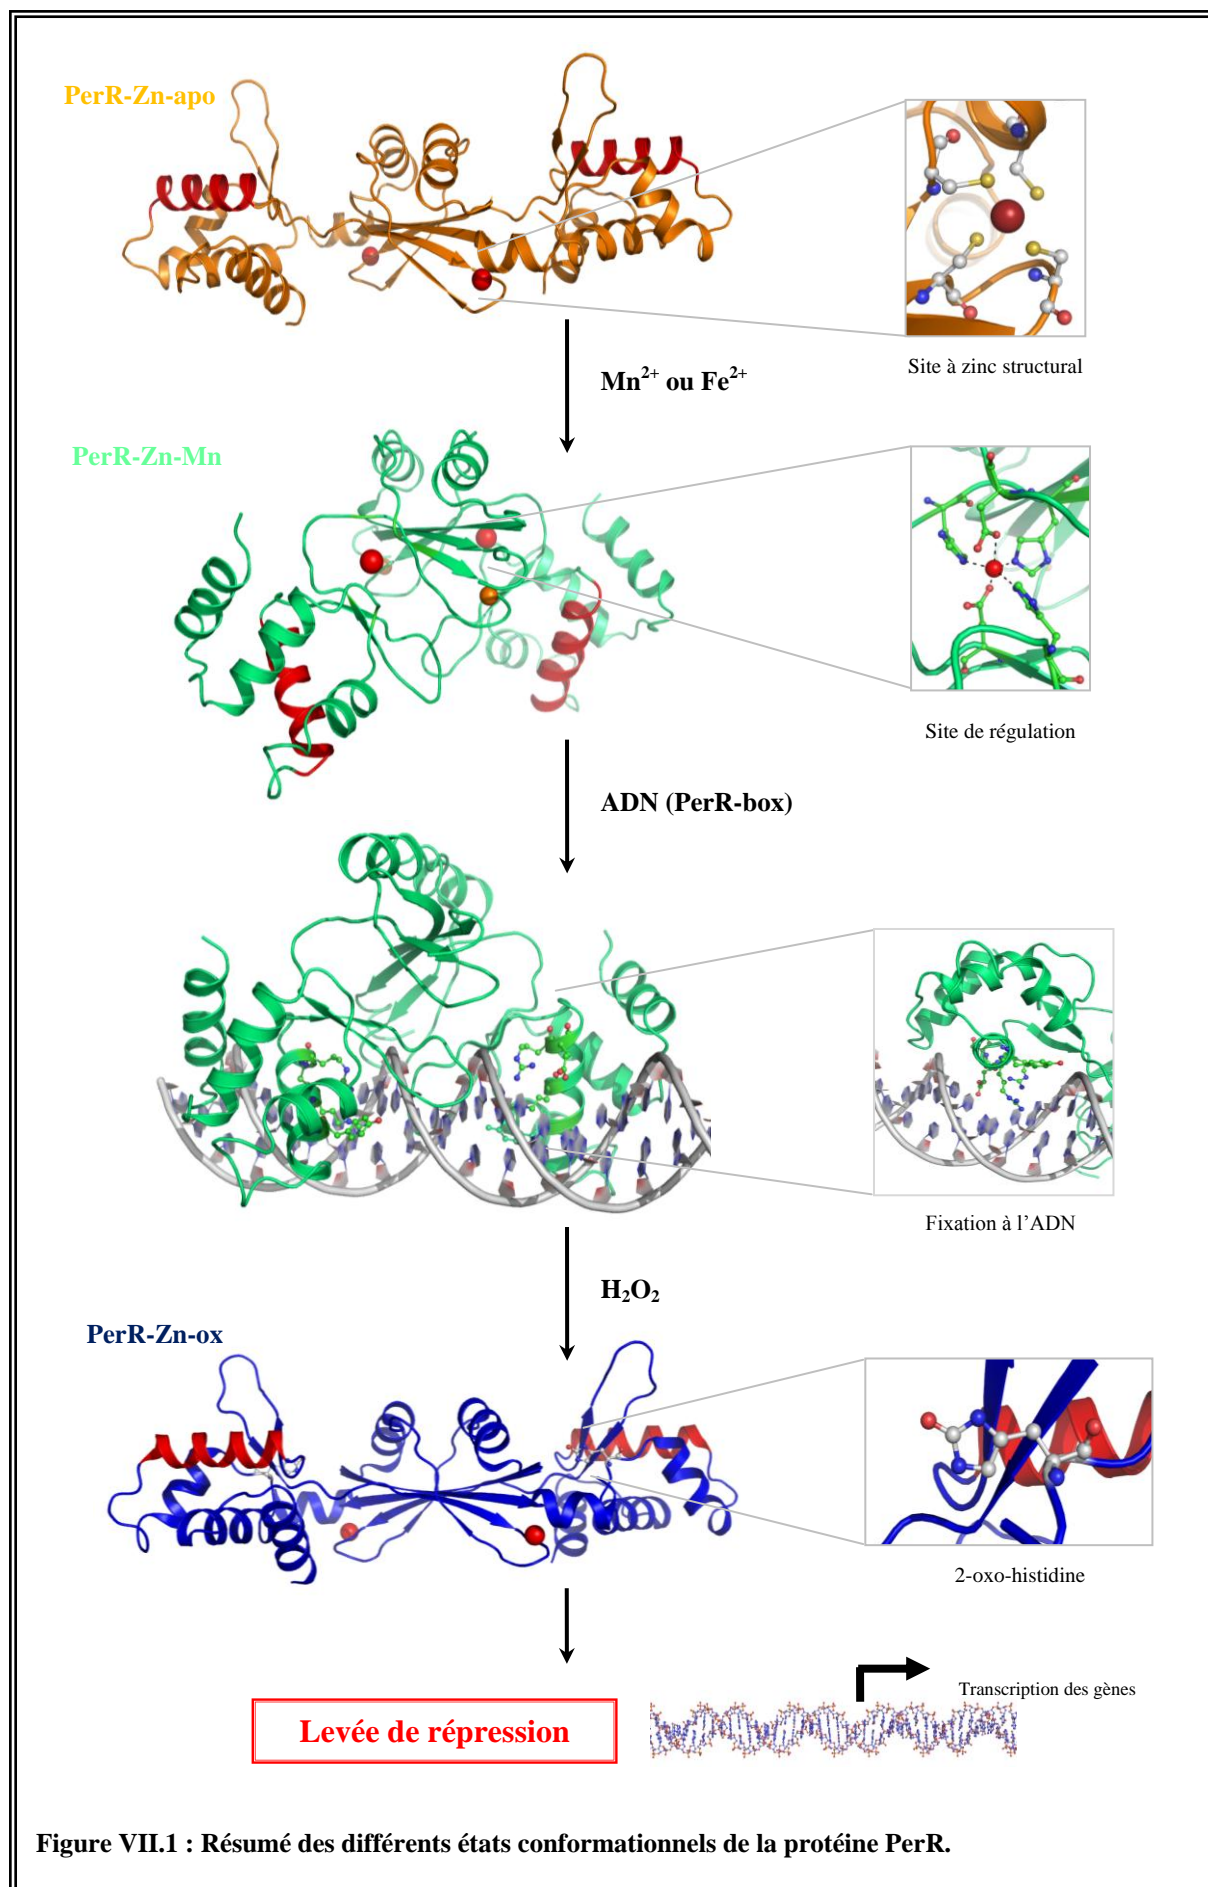 PerR-Zn-apo
Site à zinc structural
Mn²⁺ ou Fe²⁺
PerR-Zn-Mn
Site de régulation
ADN (PerR-box)
Fixation à l’ADN
H₂O₂
PerR-Zn-ox
2-oxo-histidine
Transcription des gènes
Levée de répression
Figure VII.1 : Résumé des différents états conformationnels de la protéine PerR.